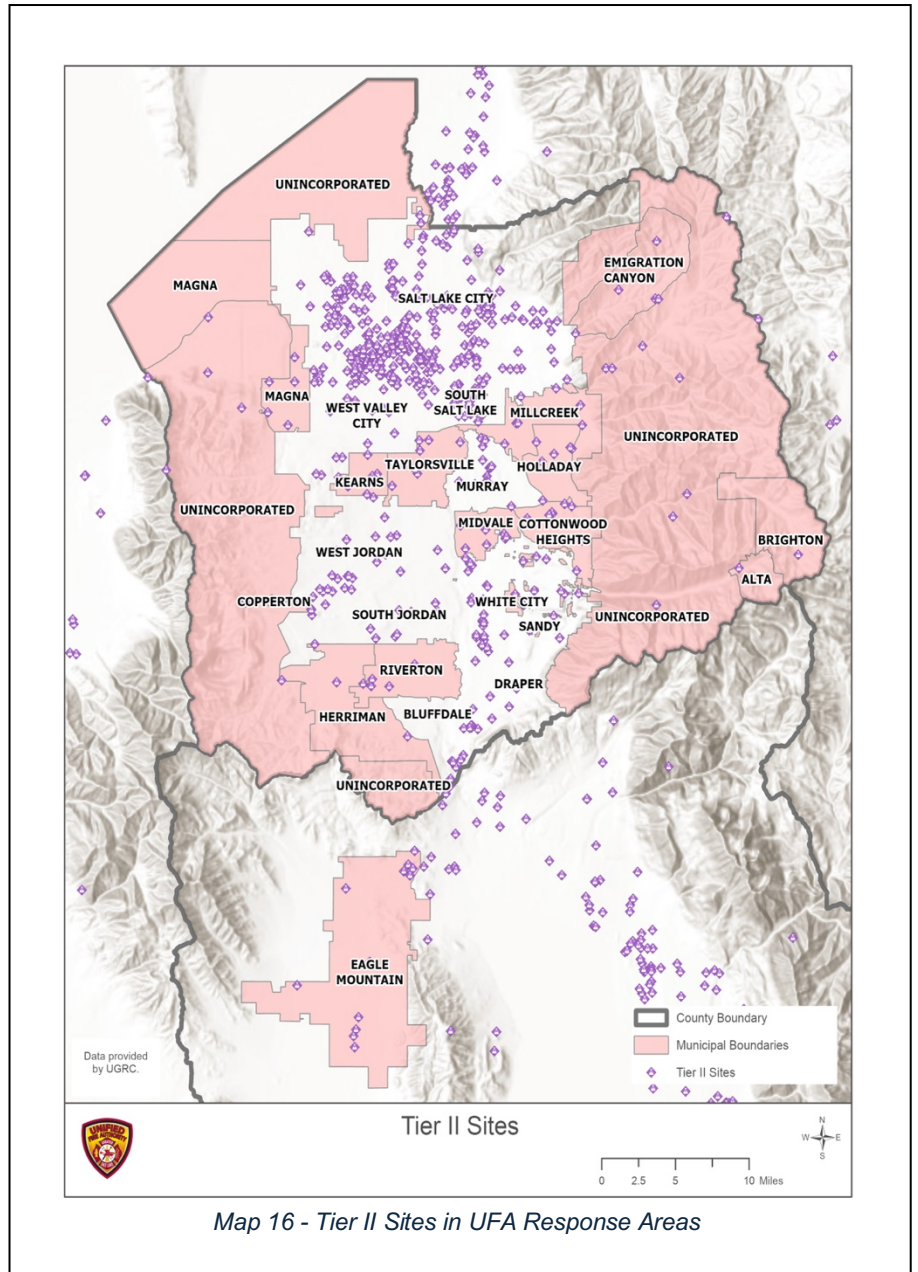 UNINCORPORATED
MAGNA
EMIGRATION
CANYON
SALT LAKE CITY
MAGNA
WEST VALLEY
CITY
SOUTH
SALT LAKE
MILLCREEK
UNINCORPORATED
TAYLORSVILLE
HOLLADAY
KEARNS
MURRAY
UNINCORPORATED
MIDVALE
COTTONWOOD
HEIGHTS
WEST JORDAN
BRIGHTON
ALTA
COPPERTON
WHITE CITY
SOUTH JORDAN
SANDY
UNINCORPORATED
RIVERTON
DRAPER
HERRIMAN
BLUFFDALE
UNINCORPORATED
EAGLE
MOUNTAIN
County Boundary
Municipal Boundaries
Tier II Sites
Data provided
by UGRC.
UNIFIED
FIRE AUTHORITY
Tier II Sites
N
W E
S
0 2.5 5 10 Miles
Map 16 - Tier II Sites in UFA Response Areas